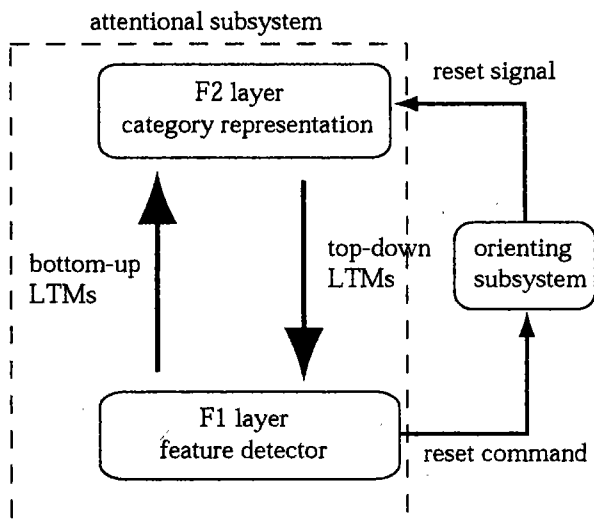 attentional subsystem
F2 layer
category representation
reset signal
bottom-up
LTMs
top-down
LTMs
orienting
subsystem
F1 layer
feature detector
reset command